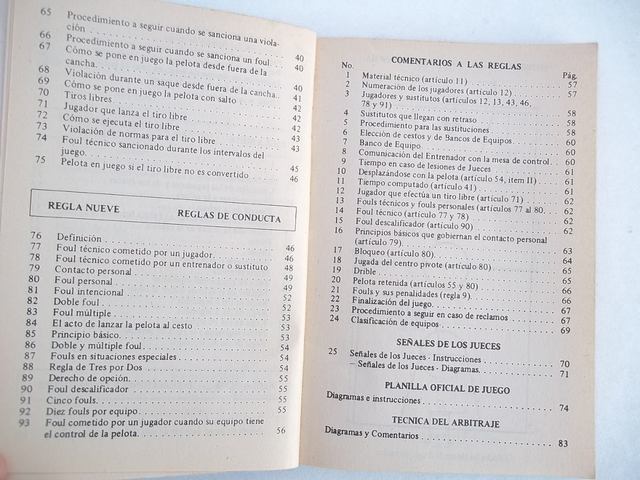 65 Procedimiento a seguir cuando se sanciona una viola-
ción . . . . . . . . 40
66 Procedimiento a seguir cuando se sanciona un foul. 40
67 Cómo se pone en juego la pelota desde fuera de la
cancha. . . . . . . . 40
68 Violación durante un saque desde fuera de la cancha. . 41
69 Cómo se pone en juego la pelota con salto . . . . 42
70 Tiros libres . . . . . . . . 42
71 Jugador que lanza el tiro libre . . . . . . . . 42
72 Cómo se ejecuta el tiro libre . . . . . . . . 43
73 Violación de normas para el tiro libre . . . . . . . . 43
74 Foul técnico sancionado durante los intervalos del
juego. . . . . . . . 45
75 Pelota en juego si el tiro libre no es convertido . . . . 46
REGLA NUEVE REGLAS DE CONDUCTA
76 Definición . . . . . . . . 46
77 Foul técnico cometido por un jugador. . . . . . . . 46
78 Foul técnico cometido por un entrenador o sustituto 48
79 Contacto personal . . . . . . . . 49
80 Foul personal . . . . . . . . 51
81 Foul intencional . . . . . . . . 52
82 Doble foul . . . . . . . . 52
83 Foul múltiple . . . . . . . . 53
84 El acto de lanzar la pelota al cesto . . . . . . . . 53
85 Principio básico. . . . . . . . 53
86 Doble y múltiple foul . . . . . . . . 54
87 Fouls en situaciones especiales . . . . . . . . 54
88 Regla de Tres por Dos . . . . . . . . 54
89 Derecho de opción. . . . . . . . 55
90 Foul descalificador . . . . . . . . 55
91 Cinco fouls. . . . . . . . 55
92 Diez fouls por equipo. . . . . . . . 55
93 Foul cometido por un jugador cuando su equipo tiene
el control de la pelota. . . . . . . . 56
COMENTARIOS A LAS REGLAS
No. Pág.
1 Material técnico (artículo 11) . . . . . . . . 57
2 Numeración de los jugadores (artículo 12) . . . . 57
3 Jugadores y sustitutos (artículos 12, 13, 43, 46,
78 y 91) . . . . . . . . 58
4 Sustitutos que llegan con retraso . . . . . . . . 58
5 Procedimiento para las sustituciones . . . . . . . . 58
6 Elección de cestos y de Bancos de Equipos . . . . 60
7 Banco de Equipo . . . . . . . . 60
8 Comunicación del Entrenador con la mesa de control. 60
9 Tiempo en caso de lesiones de Jueces . . . . . . . . 61
10 Desplazándose con la pelota (artículo 54, item II) . . . 61
11 Tiempo computado (artículo 41) . . . . . . . . 61
12 Jugador que efectúa un tiro libre (artículo 71) . . . . 62
13 Fouls técnicos y fouls personales (artículos 77 al 80. . 62
14 Foul técnico (artículo 77 y 78) . . . . . . . . 62
15 Foul descalificador (artículo 90) . . . . . . . . 62
16 Principios básicos que gobiernan el contacto personal
(artículo 79). . . . . . . . 63
17 Bloqueo (artículo 80). . . . . . . . 64
18 Jugada del centro pivote (artículo 80) . . . . . . . . 65
19 Drible . . . . . . . . 65
20 Pelota retenida (artículos 55 y 80) . . . . . . . . 66
21 Fouls y sus penalidades (regla 9) . . . . . . . . 66
22 Finalización del juego. . . . . . . . 67
23 Procedimiento a seguir en caso de reclamos . . . . 67
24 Clasificación de equipos. . . . . . . . 69
SEÑALES DE LOS JUECES
25 Señales de los Jueces - Instrucciones . . . . . . . . 70
— Señales de los Jueces - Diagramas. . . . . . . . 71
PLANILLA OFICIAL DE JUEGO
Diagramas e instrucciones . . . . . . . . 74
TECNICA DEL ARBITRAJE
Diagramas y Comentarios . . . . . . . . 83